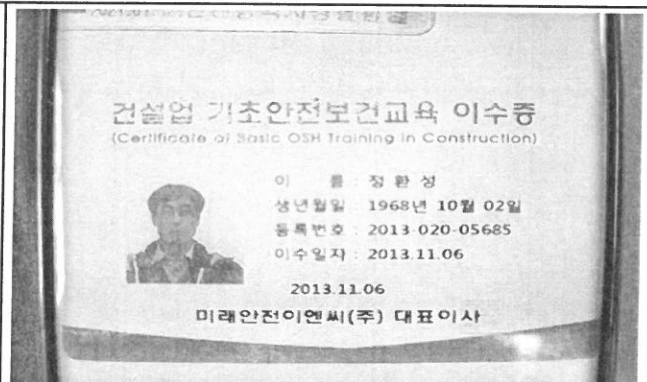 건설업 기초안전보건교육 이수증
(Certificate of Basic OSH Training in Construction)
이 름 : 정환성
생년월일 : 1968년 10월 02일
등록번호 : 2013-020-05685
이수일자 : 2013.11.06
2013.11.06
미래안전이엔씨(주) 대표이사